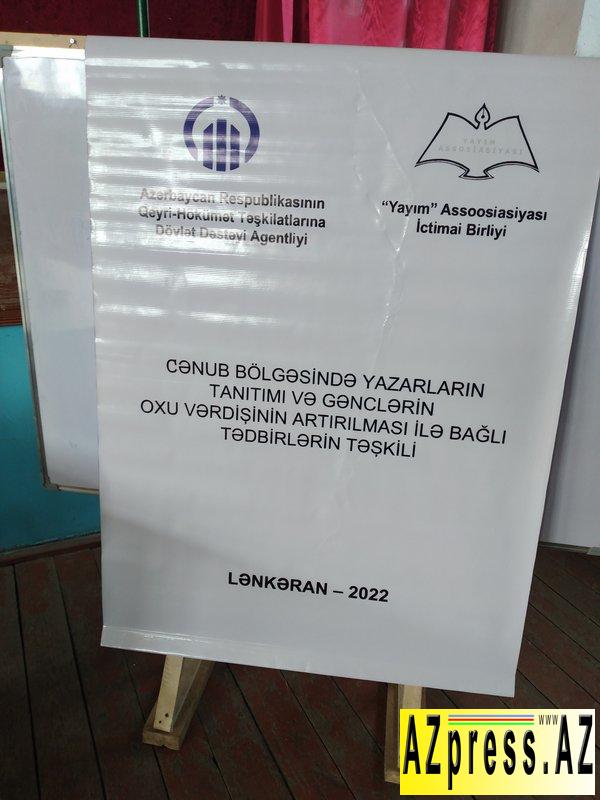 Azərbaycan Respublikasının
Qeyri-Hökumət Təşkilatlarına
Dövlət Dəstəyi Agentliyi
YAYIM
ASSOSİASİYASI
“Yayım” Assoosiasiyası
İctimai Birliyi
CƏNUB BÖLGƏSİNDƏ YAZARLARIN
TANITIMI VƏ GƏNCLƏRİN
OXU VƏRDİŞİNİN ARTIRILMASI İLƏ BAĞLI
TƏDBİRLƏRİN TƏŞKİLİ
LƏNKƏRAN – 2022
www
AZpress.AZ